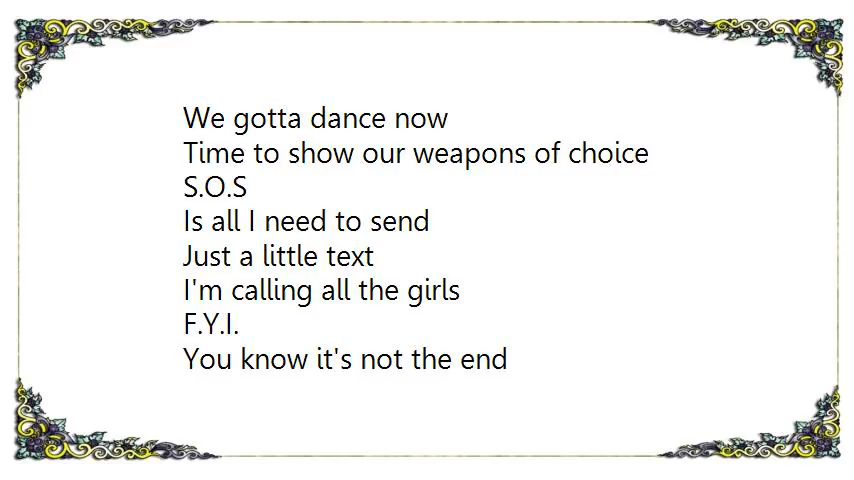 We gotta dance now
Time to show our weapons of choice
S.O.S
Is all I need to send
Just a little text
I'm calling all the girls
F.Y.I.
You know it's not the end